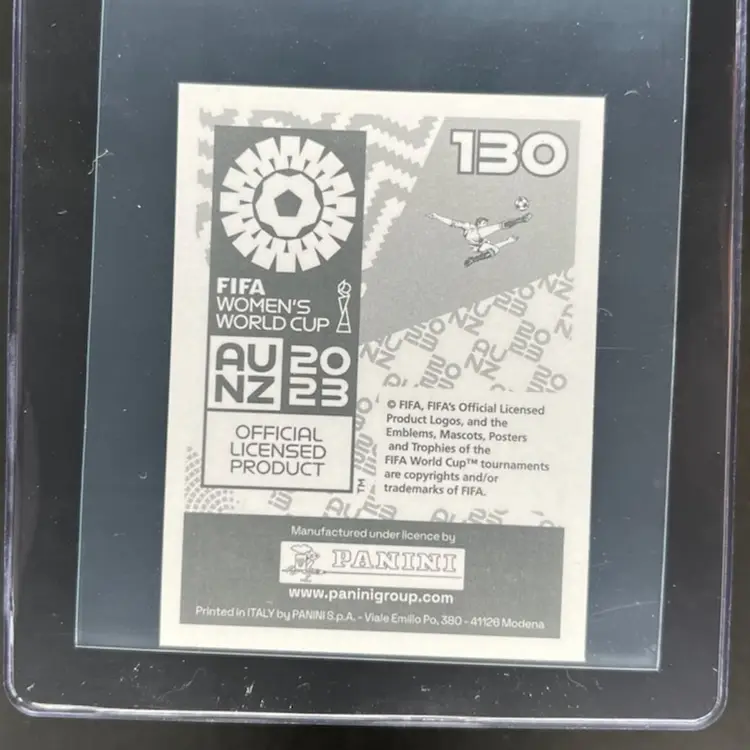 130
FIFA
WOMEN'S
WORLD CUP
AU 20
NZ 23
OFFICIAL
LICENSED
PRODUCT
TM
© FIFA, FIFA's Official Licensed
Product Logos, and the
Emblems, Mascots, Posters
and Trophies of the
FIFA World Cup™ tournaments
are copyrights and/or
trademarks of FIFA.
Manufactured under licence by
PANINI
www.paninigroup.com
Printed in ITALY by PANINI S.p.A. - Viale Emilio Po, 380 - 41126 Modena